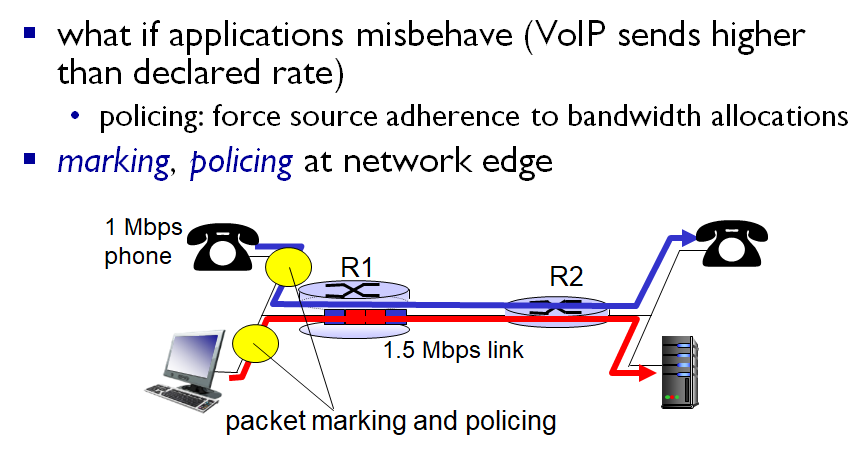 what if applications misbehave (VoIP sends higher
than declared rate)
policing: force source adherence to bandwidth allocations
marking, policing at network edge
1 Mbps
phone
R1
R2
1.5 Mbps link
packet marking and policing